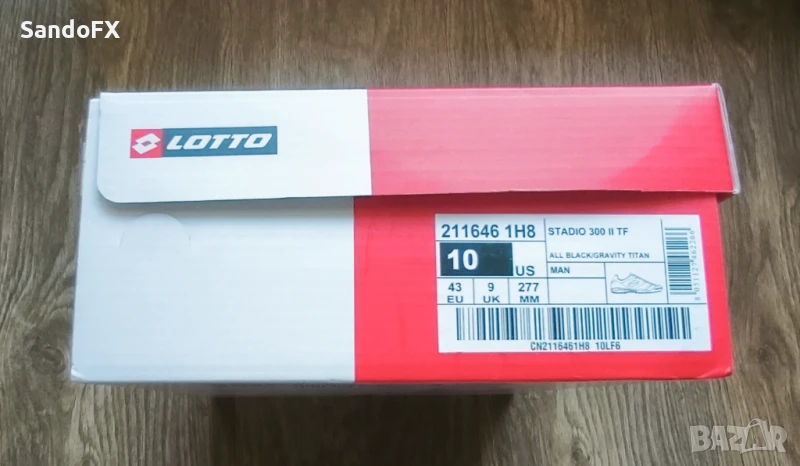 SandoFX
LOTTO
211646 1H8
STADIO 300 II TF
10 US
ALL BLACK/GRAVITY TITAN
MAN
43 EU
9 UK
277 MM
CN2116461H8 10LF6
BAZAR